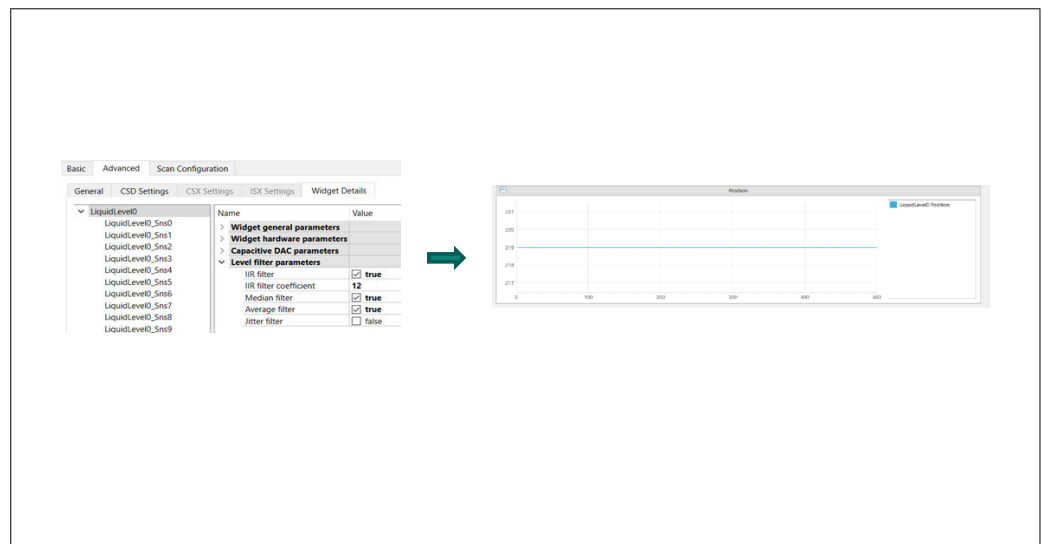 Basic Advanced Scan Configuration
General CSD Settings CSX Settings ISX Settings Widget Details
LiquidLevel0
LiquidLevel0_Sns0
LiquidLevel0_Sns1
LiquidLevel0_Sns2
LiquidLevel0_Sns3
LiquidLevel0_Sns4
LiquidLevel0_Sns5
LiquidLevel0_Sns6
LiquidLevel0_Sns7
LiquidLevel0_Sns8
LiquidLevel0_Sns9
Name Value
Widget general parameters
Widget hardware parameters
Capacitive DAC parameters
Level filter parameters
IIR filter true
IIR filter coefficient 12
Median filter true
Average filter true
Jitter filter false
Position
LiquidLevel0 Position
221
220
219
218
217
0 100 200 300 400 500